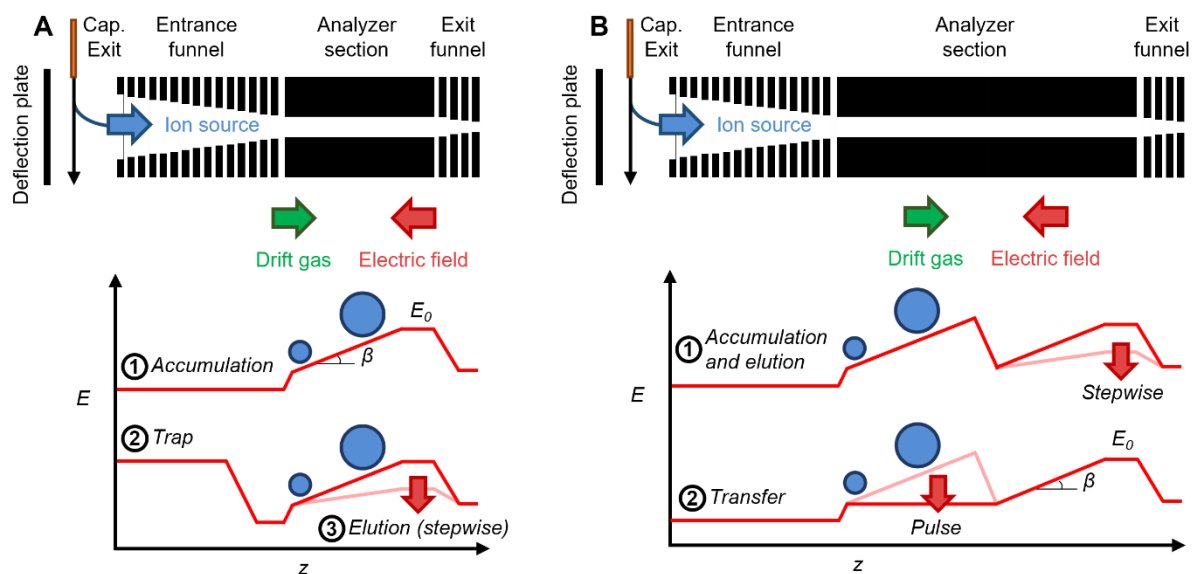 A
Cap.
Exit
Entrance
funnel
Analyzer
section
Exit
funnel
Deflection plate
Ion source
Drift gas
Electric field
E₀
1 Accumulation
β
E
2 Trap
3 Elution (stepwise)
z
B
Cap.
Exit
Entrance
funnel
Analyzer
section
Exit
funnel
Deflection plate
Ion source
Drift gas
Electric field
1 Accumulation
and elution
Stepwise
E
E₀
β
2 Transfer
Pulse
z